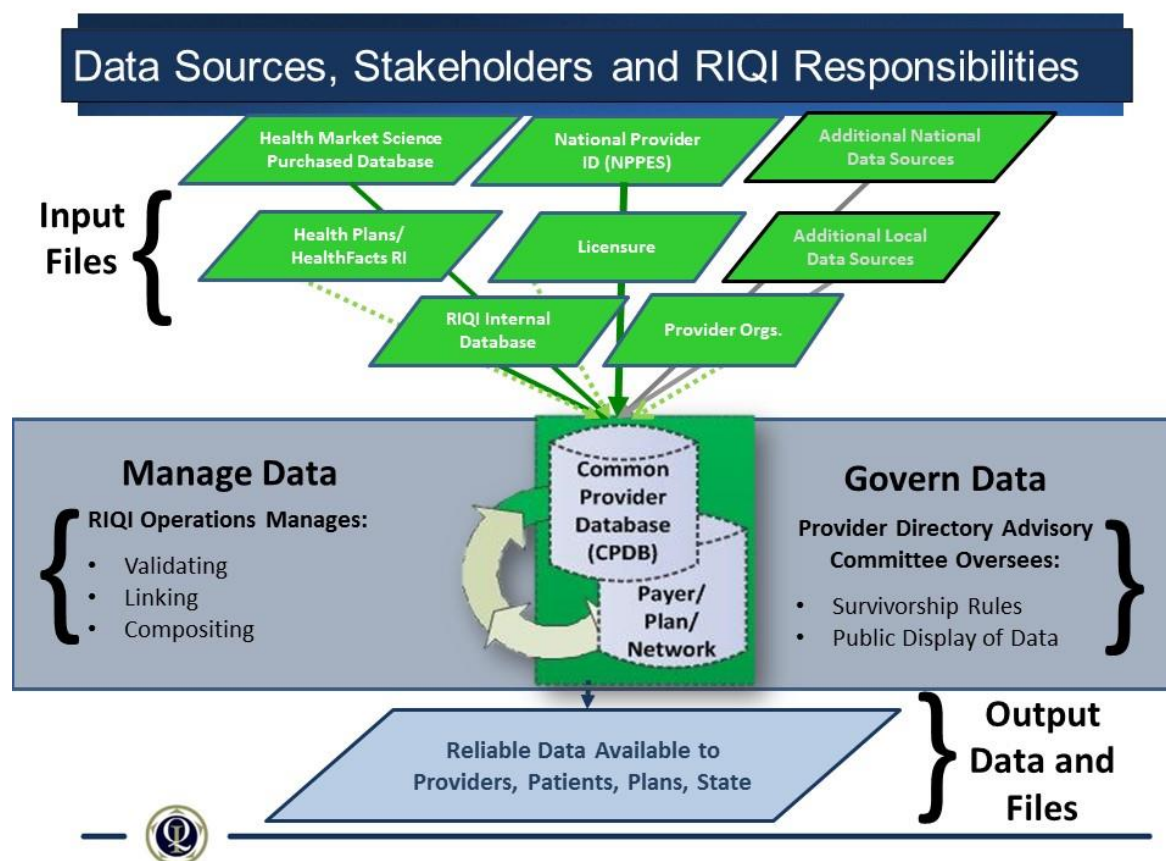 Data Sources, Stakeholders and RIQI Responsibilities
Health Market Science
Purchased Database
National Provider
ID (NPPES)
Additional National
Data Sources
Input
Files
{
Health Plans/
HealthFacts RI
Licensure
Additional Local
Data Sources
RIQI Internal
Database
Provider Orgs.
Manage Data
{
RIQI Operations Manages:
• Validating
• Linking
• Compositing
Common
Provider
Database
(CPDB)
Payer/
Plan/
Network
Govern Data
Provider Directory Advisory
Committee Oversees:
• Survivorship Rules
• Public Display of Data
}
Reliable Data Available to
Providers, Patients, Plans, State
}
Output
Data and
Files